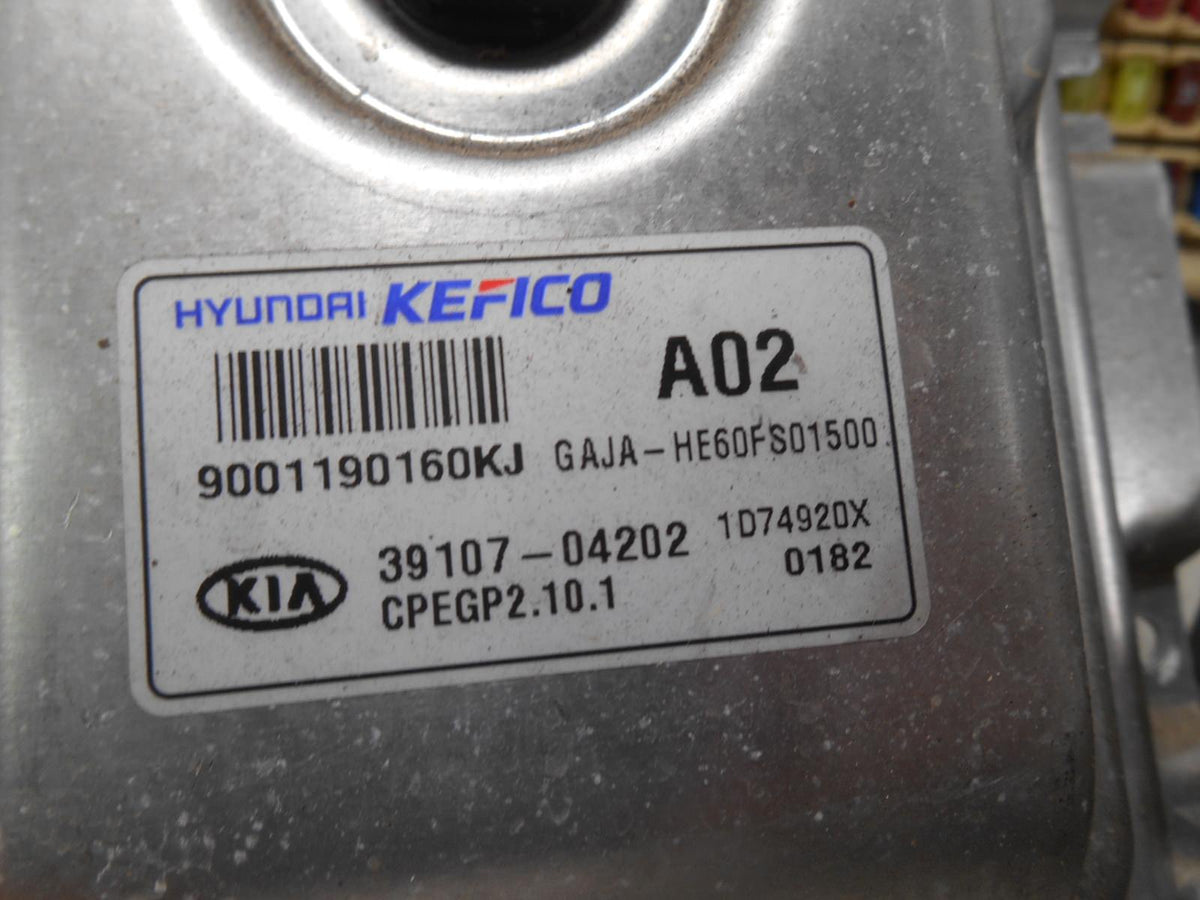 HYUNDAI KEFICO
A02
9001190160KJ GAJA-HE60FS01500
KIA 39107-04202 1D74920X
CPEGP2.10.1 0182